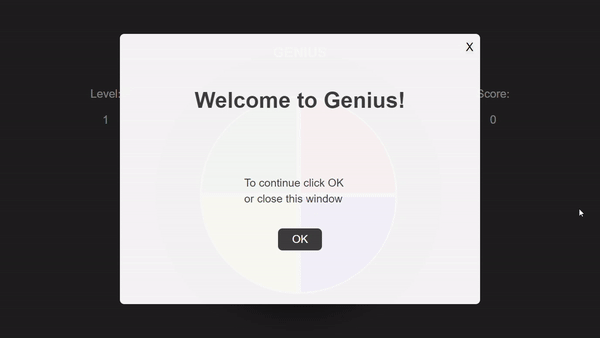 GENIUS
X
Level:
Score:
Welcome to Genius!
1
0
To continue click OK
or close this window
OK